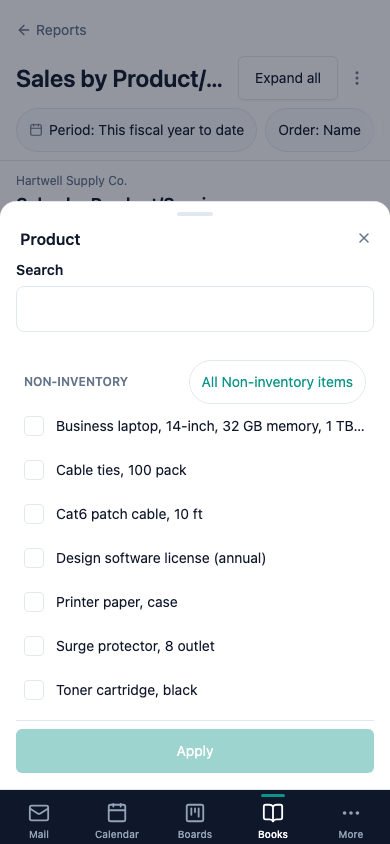 Reports
Sales by Product/...
Expand all
Period: This fiscal year to date
Order: Name
Hartwell Supply Co.
Product
Search
NON-INVENTORY
All Non-inventory items
Business laptop, 14-inch, 32 GB memory, 1 TB...
Cable ties, 100 pack
Cat6 patch cable, 10 ft
Design software license (annual)
Printer paper, case
Surge protector, 8 outlet
Toner cartridge, black
Apply
Mail
Calendar
Boards
Books
More